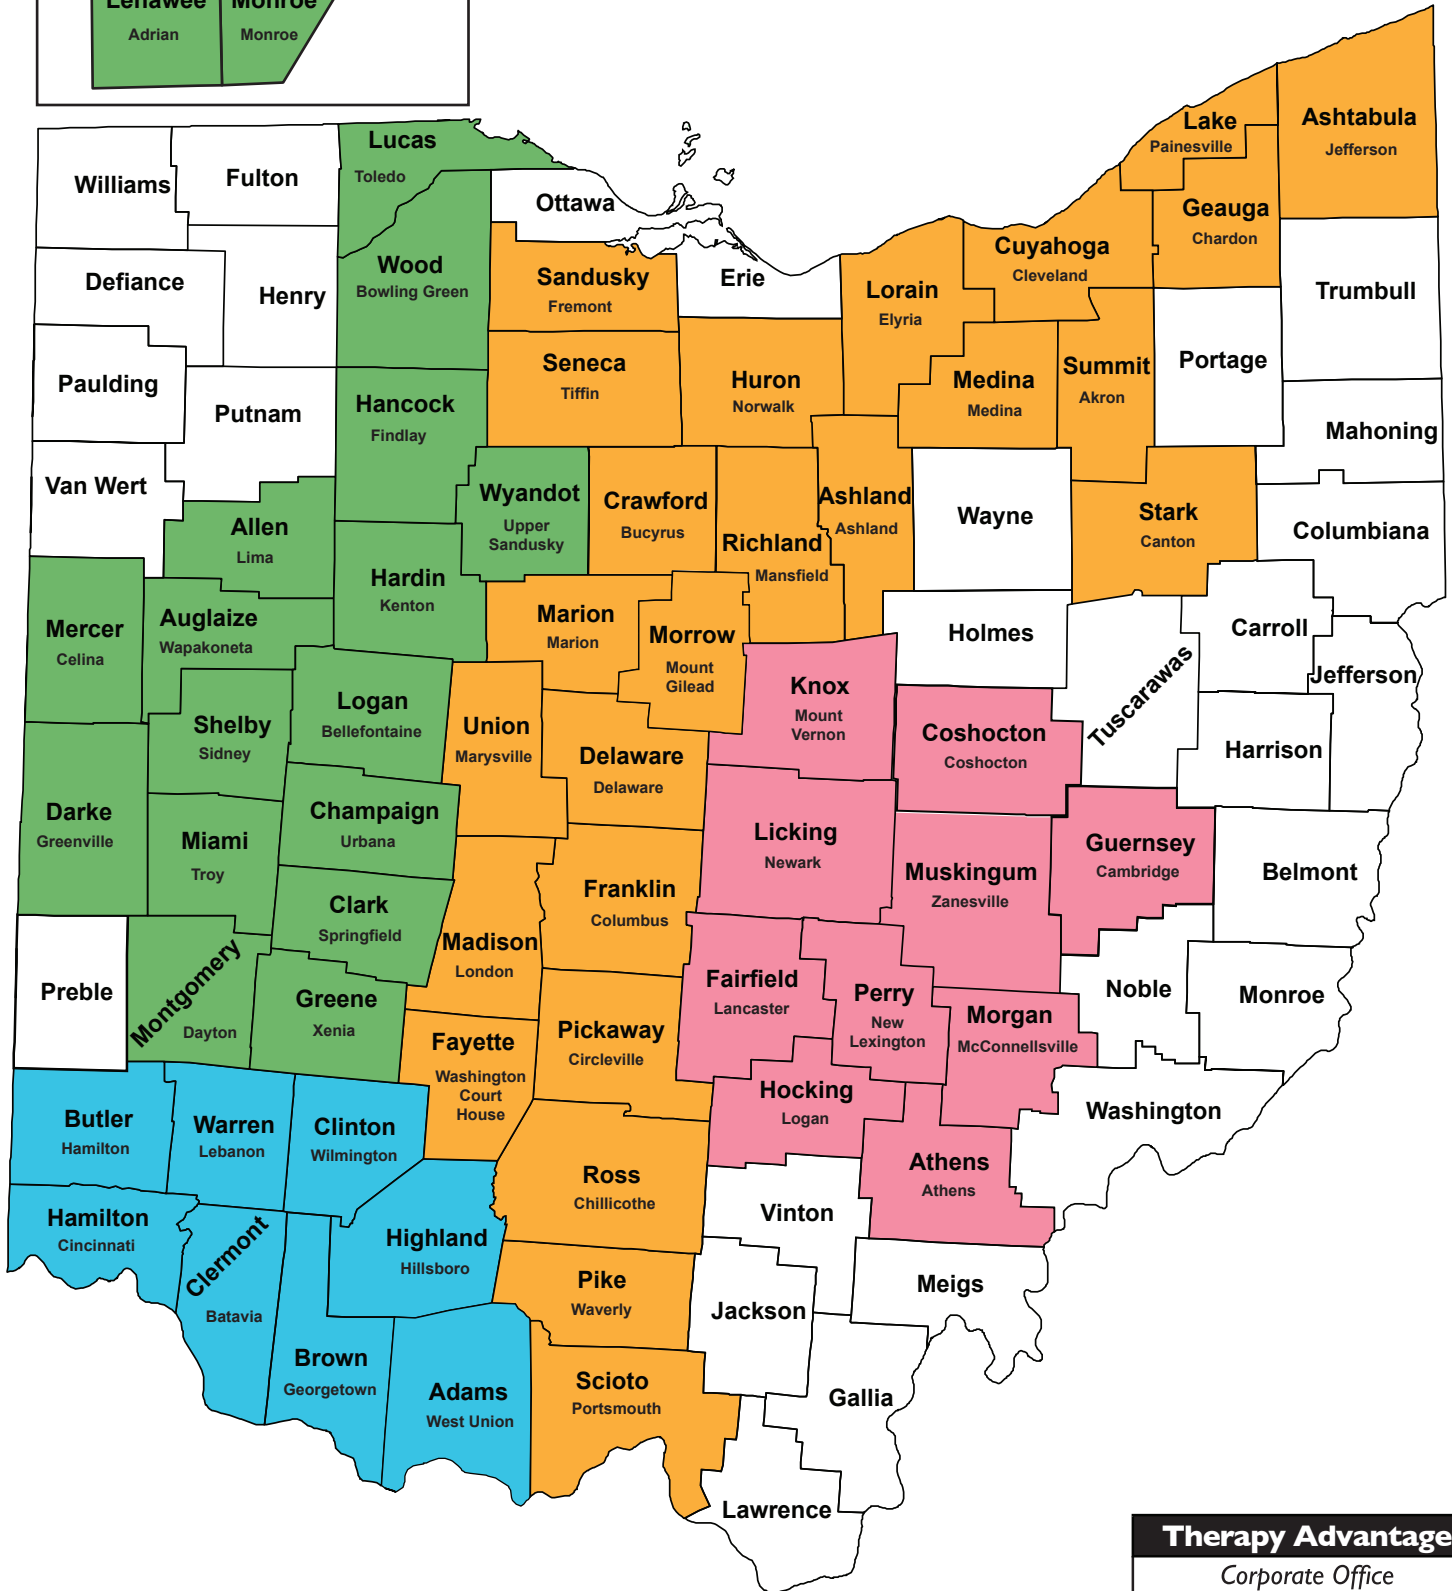 Lenawee
Monroe
Adrian
Monroe
Lucas
Toledo
Williams
Fulton
Ottawa
Lake
Painesville
Ashtabula
Jefferson
Geauga
Chardon
Cuyahoga
Cleveland
Defiance
Henry
Wood
Bowling Green
Sandusky
Fremont
Erie
Lorain
Elyria
Trumbull
Paulding
Putnam
Hancock
Findlay
Seneca
Tiffin
Huron
Norwalk
Medina
Medina
Summit
Akron
Portage
Mahoning
Van Wert
Allen
Lima
Wyandot
Upper
Sandusky
Crawford
Bucyrus
Richland
Mansfield
Ashland
Ashland
Wayne
Stark
Canton
Columbiana
Mercer
Celina
Auglaize
Wapakoneta
Hardin
Kenton
Marion
Marion
Morrow
Mount
Gilead
Holmes
Tuscarawas
Carroll
Jefferson
Shelby
Sidney
Logan
Bellefontaine
Union
Marysville
Delaware
Delaware
Knox
Mount
Vernon
Coshocton
Coshocton
Harrison
Darke
Greenville
Miami
Troy
Champaign
Urbana
Licking
Newark
Muskingum
Zanesville
Guernsey
Cambridge
Belmont
Clark
Springfield
Franklin
Columbus
Madison
London
Preble
Montgomery
Dayton
Greene
Xenia
Fayette
Washington
Court
House
Pickaway
Circleville
Fairfield
Lancaster
Perry
New
Lexington
Morgan
McConnellsville
Noble
Monroe
Hocking
Logan
Washington
Butler
Hamilton
Warren
Lebanon
Clinton
Wilmington
Ross
Chillicothe
Athens
Athens
Vinton
Hamilton
Cincinnati
Clermont
Batavia
Highland
Hillsboro
Pike
Waverly
Jackson
Meigs
Brown
Georgetown
Adams
West Union
Scioto
Portsmouth
Gallia
Lawrence
Therapy Advantage
Corporate Office